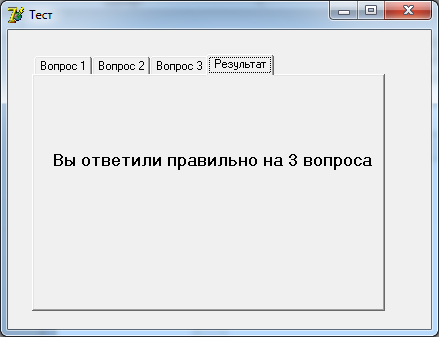 Тест
Вопрос 1 Вопрос 2 Вопрос 3 Результат
Вы ответили правильно на 3 вопроса